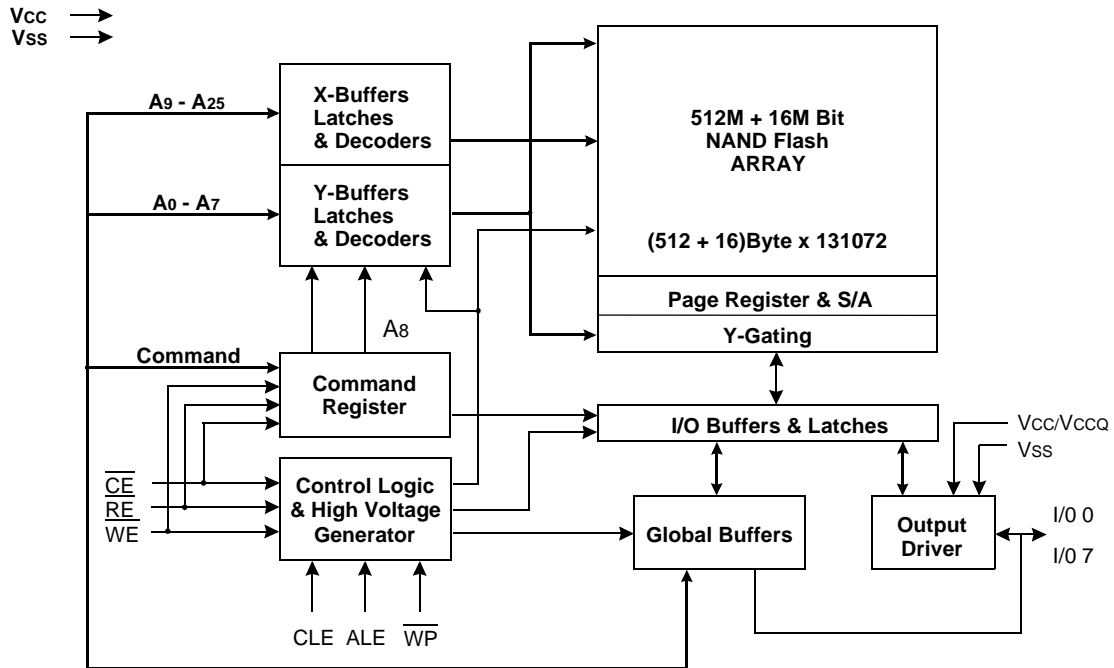 VCC
VSS
A9 - A25
X-Buffers
Latches
& Decoders
512M + 16M Bit
NAND Flash
ARRAY
A0 - A7
Y-Buffers
Latches
& Decoders
(512 + 16)Byte x 131072
Page Register & S/A
Y-Gating
A8
Command
Command
Register
I/O Buffers & Latches
VCC/VCCQ
VSS
CE
RE
WE
Control Logic
& High Voltage
Generator
Global Buffers
Output
Driver
I/0 0
I/0 7
CLE
ALE
WP